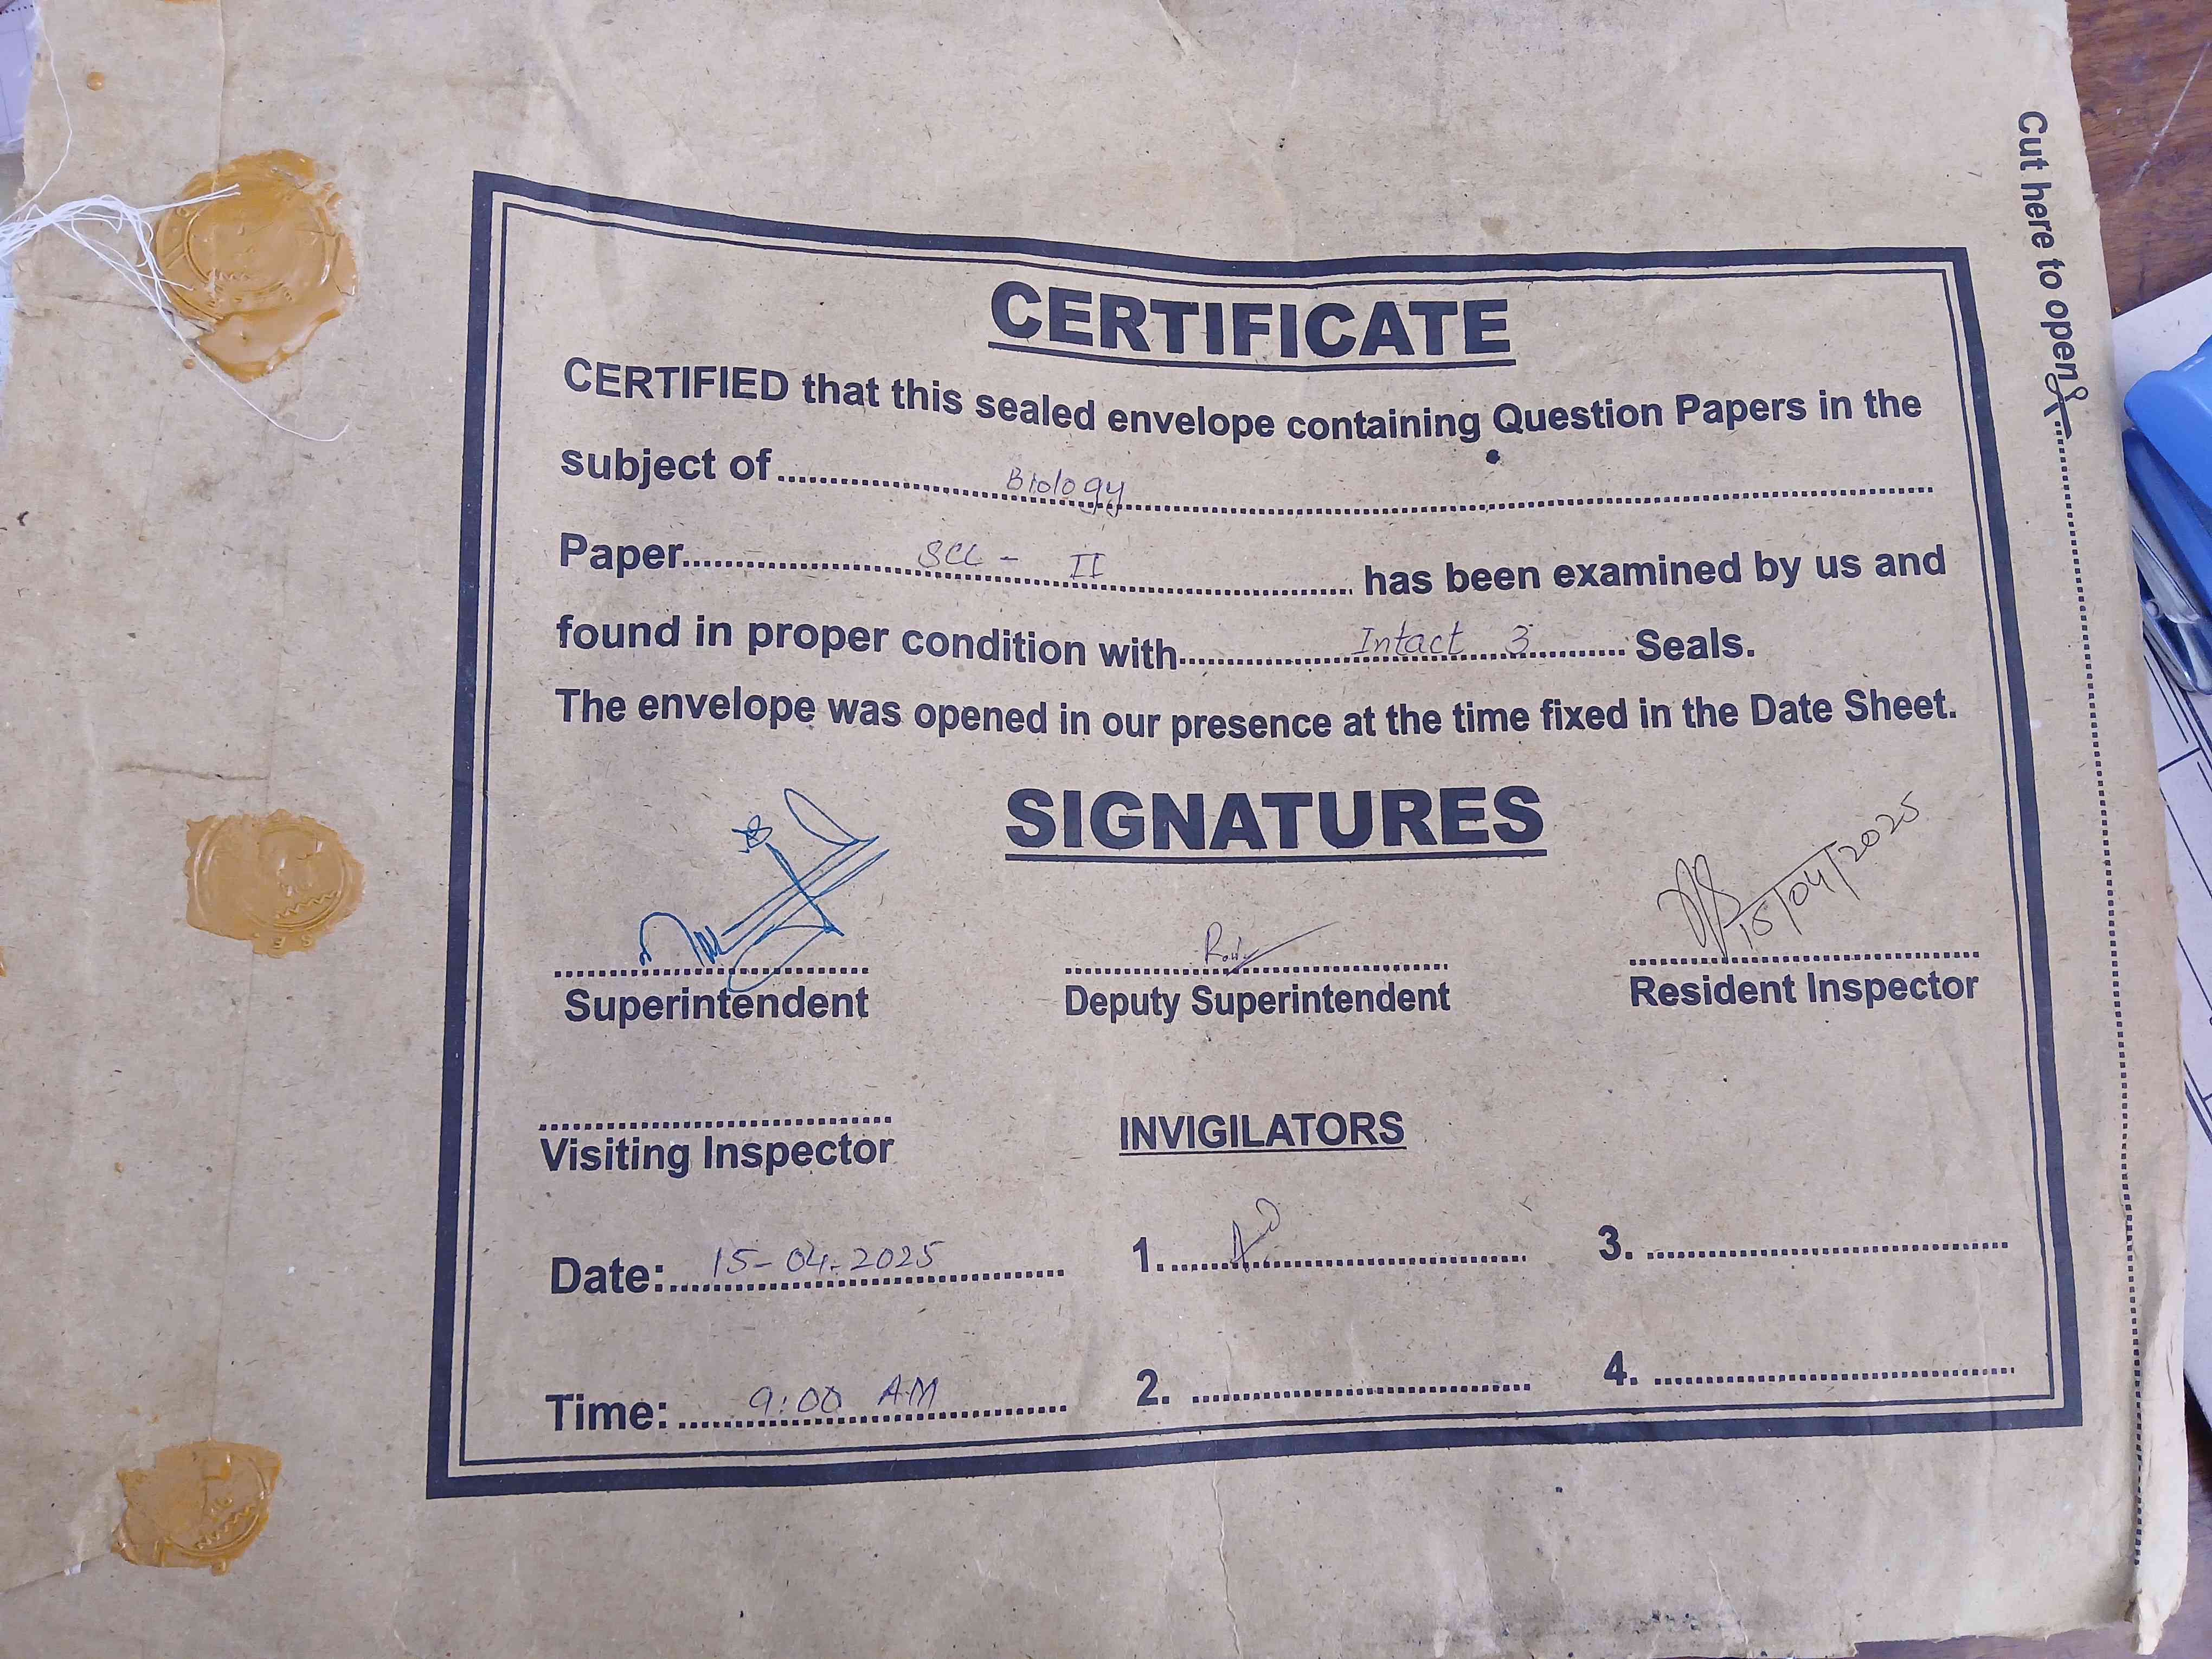 Cut here to open
CERTIFICATE
CERTIFIED that this sealed envelope containing Question Papers in the
subject of Biology
Paper SCC - II has been examined by us and
found in proper condition with Intact 3 Seals.
The envelope was opened in our presence at the time fixed in the Date Sheet.
SIGNATURES
15/04/2025
Superintendent Deputy Superintendent Resident Inspector
Visiting Inspector INVIGILATORS
Date: 15-04-2025 1. 3.
Time: 9:00 AM 2. 4.